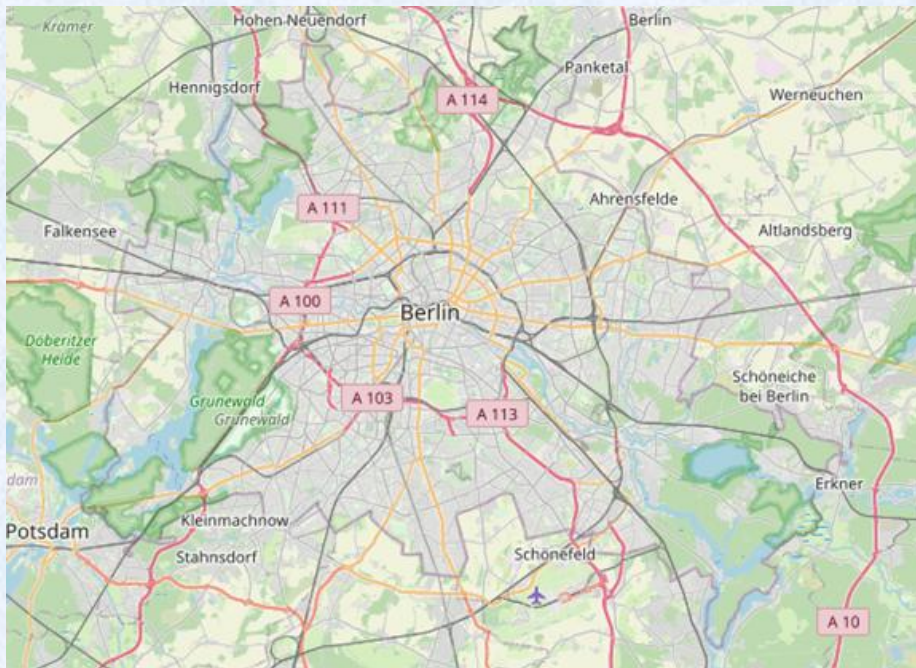 Krämer
Hohen Neuendorf
Berlin
Panketal
Hennigsdorf
Werneuchen
A 114
Ahrensfelde
A 111
Falkensee
Altlandsberg
A 100
Berlin
Döberitzer
Heide
Schöneiche
bei Berlin
Grunewald
Grunewald
A 103
A 113
dam
Erkner
Potsdam
Kleinmachnow
Stahnsdorf
Schönefeld
A 10